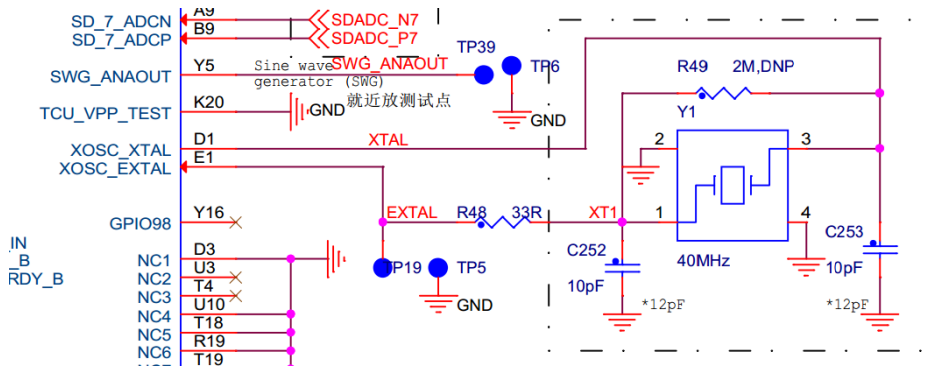 SD_7_ADCN A9 SDADC_N7
SD_7_ADCP B9 SDADC_P7
SWG_ANAOUT Y5 Sine wave SWG_ANAOUT TP39 TP6
generator (SWG)
就近放测试点
GND
TCU_VPP_TEST K20 GND
XOSC_XTAL D1 XTAL
XOSC_EXTAL E1
GPIO98 Y16
EXTAL R48 33R XT1
TP19 TP5
GND
R49 2M,DNP
Y1
2 3
1 4
40MHz
C252
10pF
*12pF
C253
10pF
*12pF
IN
_B
RDY_B
NC1 D3
NC2 U3
NC3 T4
NC4 U10
NC5 T18
NC6 R19
T19